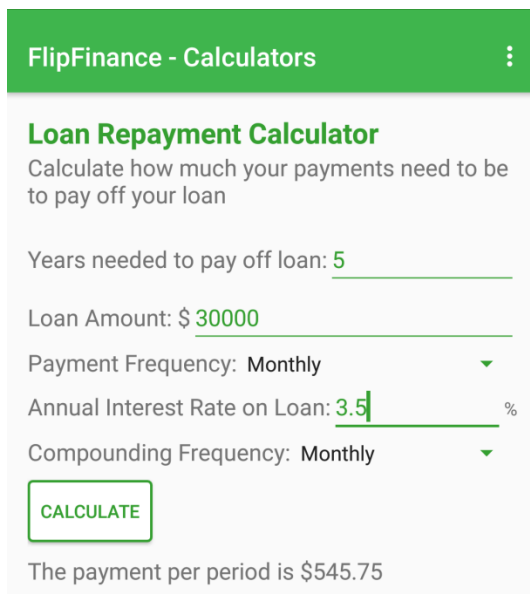 FlipFinance - Calculators
Loan Repayment Calculator
Calculate how much your payments need to be
to pay off your loan
Years needed to pay off loan: 5
Loan Amount: $ 30000
Payment Frequency: Monthly
Annual Interest Rate on Loan: 3.5 %
Compounding Frequency: Monthly
CALCULATE
The payment per period is $545.75